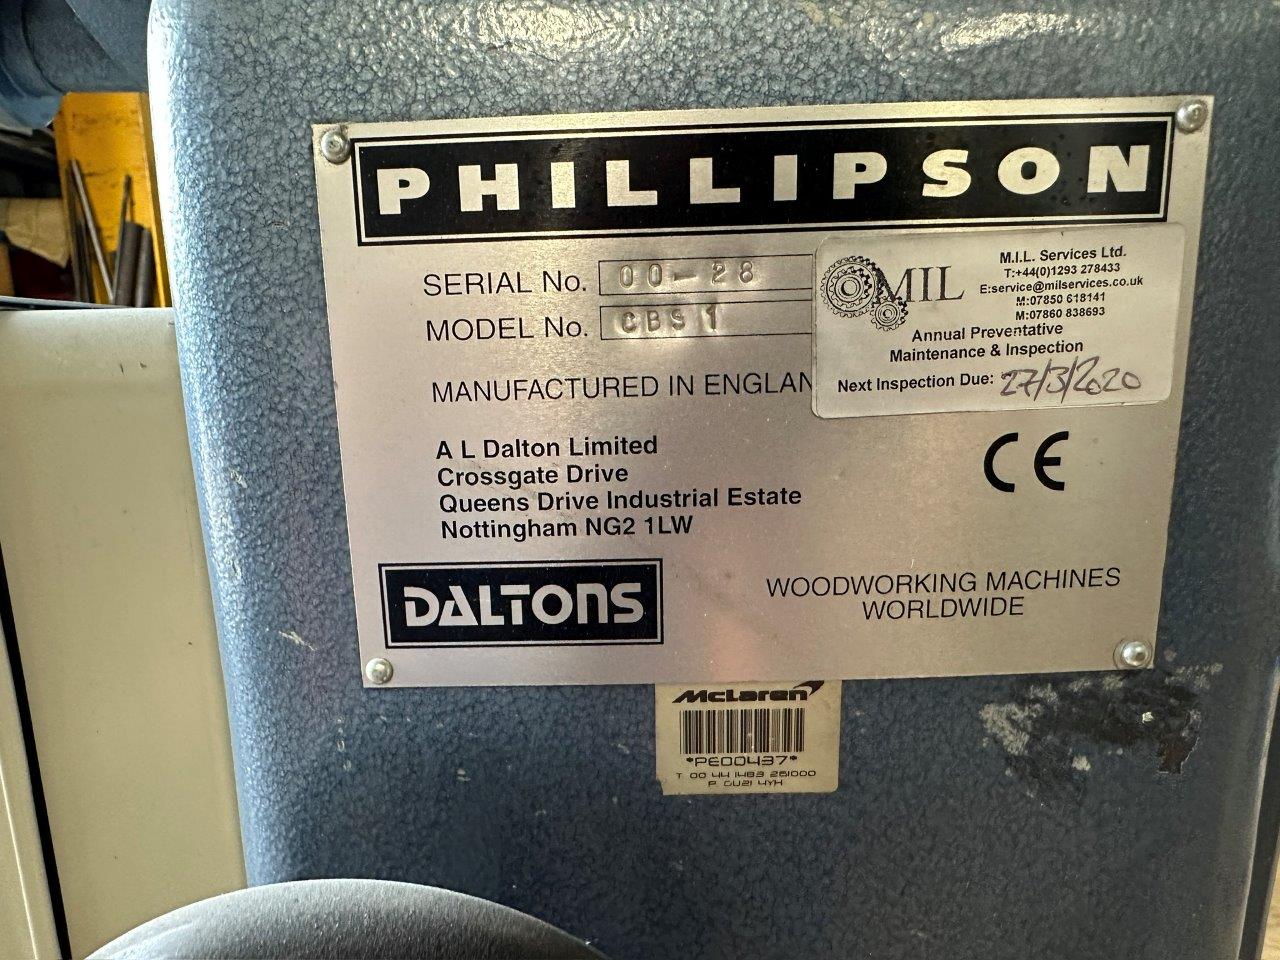 PHILLIPSON
SERIAL No. 00-28
MODEL No. CBS1
MANUFACTURED IN ENGLAN
A L Dalton Limited
Crossgate Drive
Queens Drive Industrial Estate
Nottingham NG2 1LW
DALTONS
WOODWORKING MACHINES
WORLDWIDE
CE
MIL
M.I.L. Services Ltd.
T:+44(0)1293 278433
E:service@milservices.co.uk
M:07850 618141
M:07860 838693
Annual Preventative
Maintenance & Inspection
Next Inspection Due: 27/3/2020
McLaren
*PE00437*
T 00 44 1483 261000
P GU21 4YH